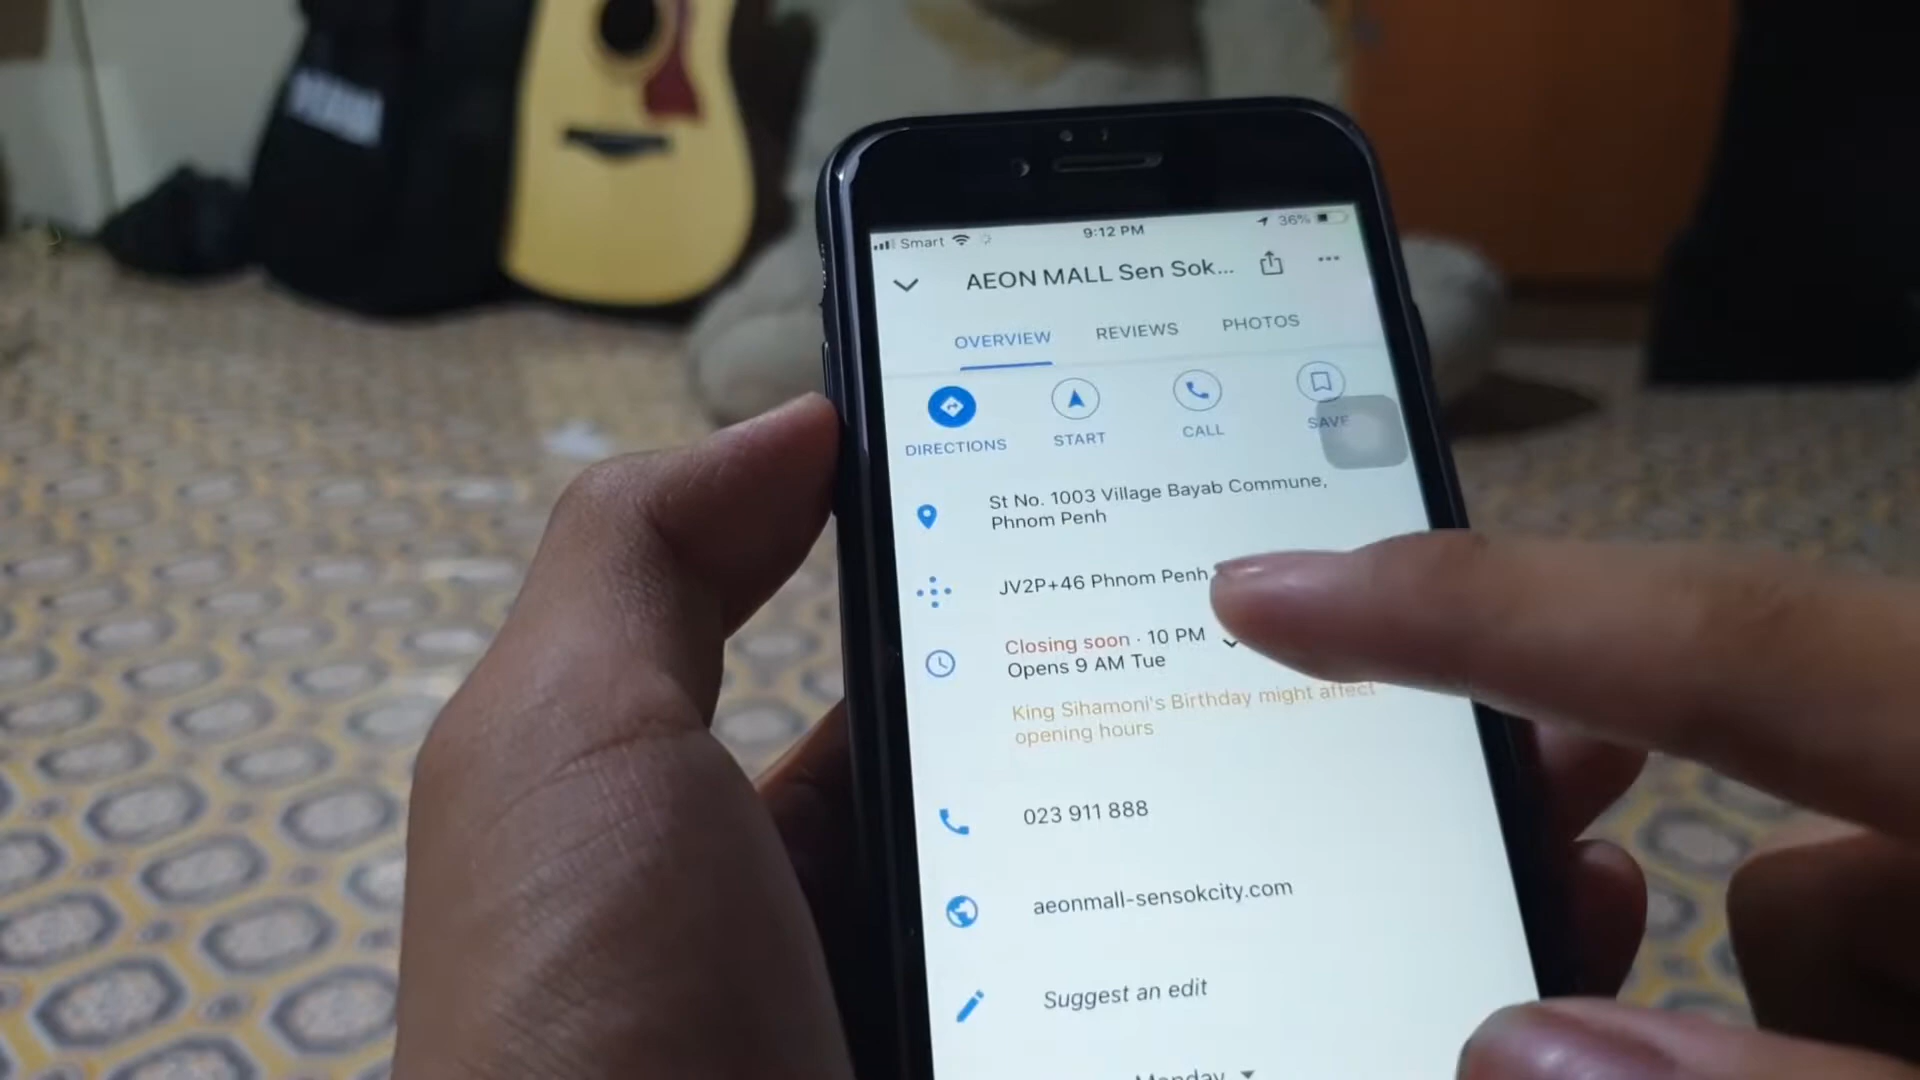 Smart
9:12 PM
36%
AEON MALL Sen Sok...
OVERVIEW
REVIEWS
PHOTOS
DIRECTIONS
START
CALL
SAVE
St No. 1003 Village Bayab Commune,
Phnom Penh
JV2P+46 Phnom Penh
Closing soon · 10 PM
Opens 9 AM Tue
King Sihamoni's Birthday might affect
opening hours
023 911 888
aeonmall-sensokcity.com
Suggest an edit
Monday